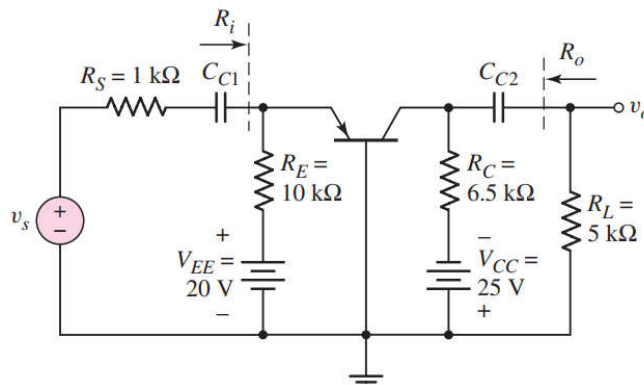 R_i
R_S = 1 kΩ
C_C1
C_C2
R_o
v_o
R_E =
10 kΩ
R_C =
6.5 kΩ
R_L =
5 kΩ
v_s
+
−
+
V_EE =
20 V
−
−
V_CC =
25 V
+